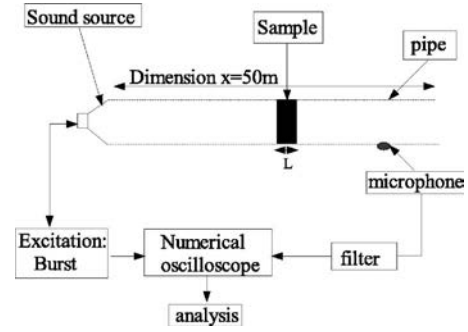 Sound source
Sample
pipe
Dimension x=50m
L
microphone
Excitation:
Burst
Numerical
oscilloscope
filter
analysis